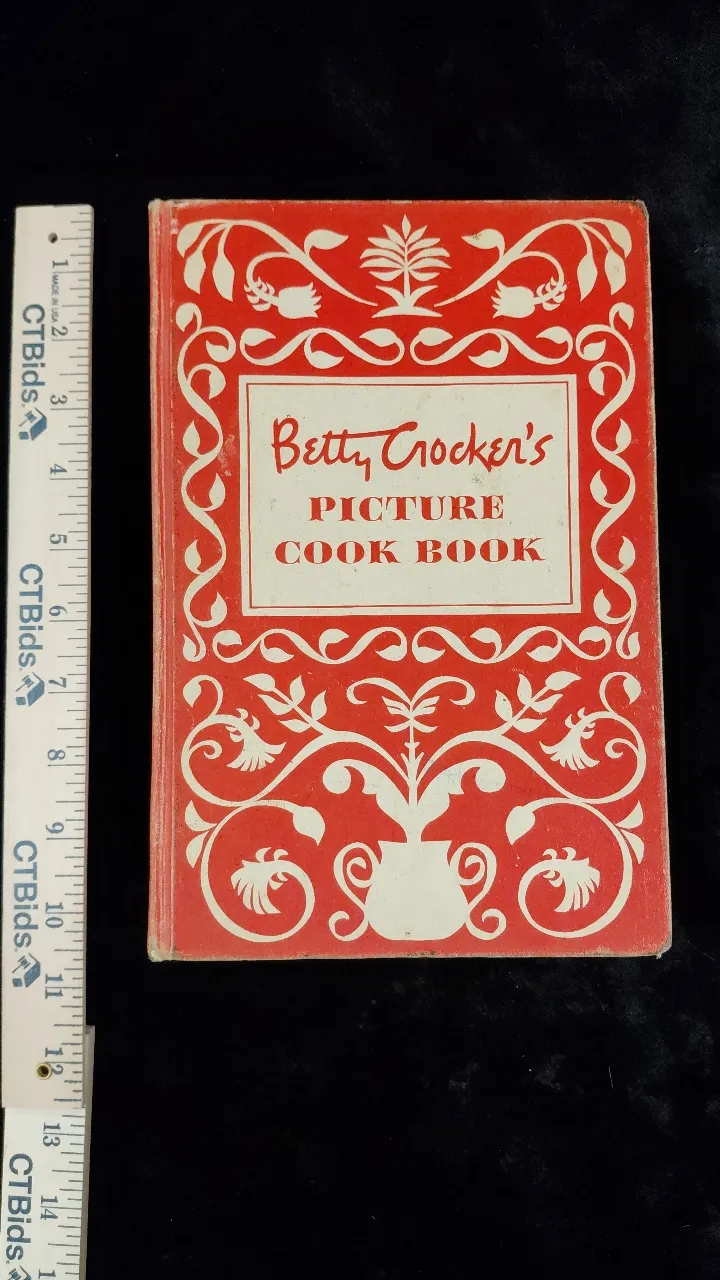 Betty Crocker's
PICTURE
COOK BOOK
1
MADE IN USA
2
CTBids.
3
4
5
6
CTBids.
7
8
9
10
CTBids.
11
12
13
14
CTBids.